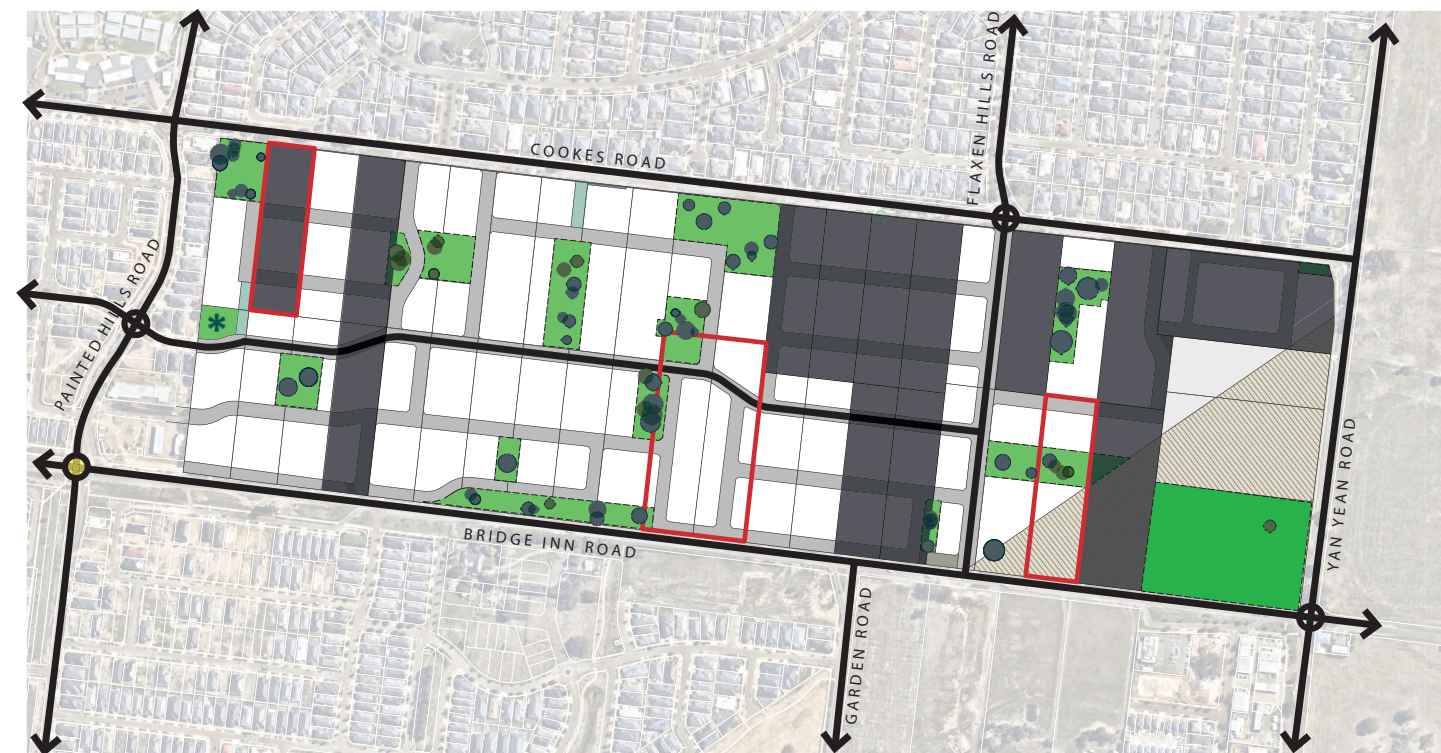 FLAXEN HILLS ROAD
COOKES ROAD
PAINTED HILLS ROAD
*
YAN YEAN ROAD
BRIDGE INN ROAD
GARDEN ROAD